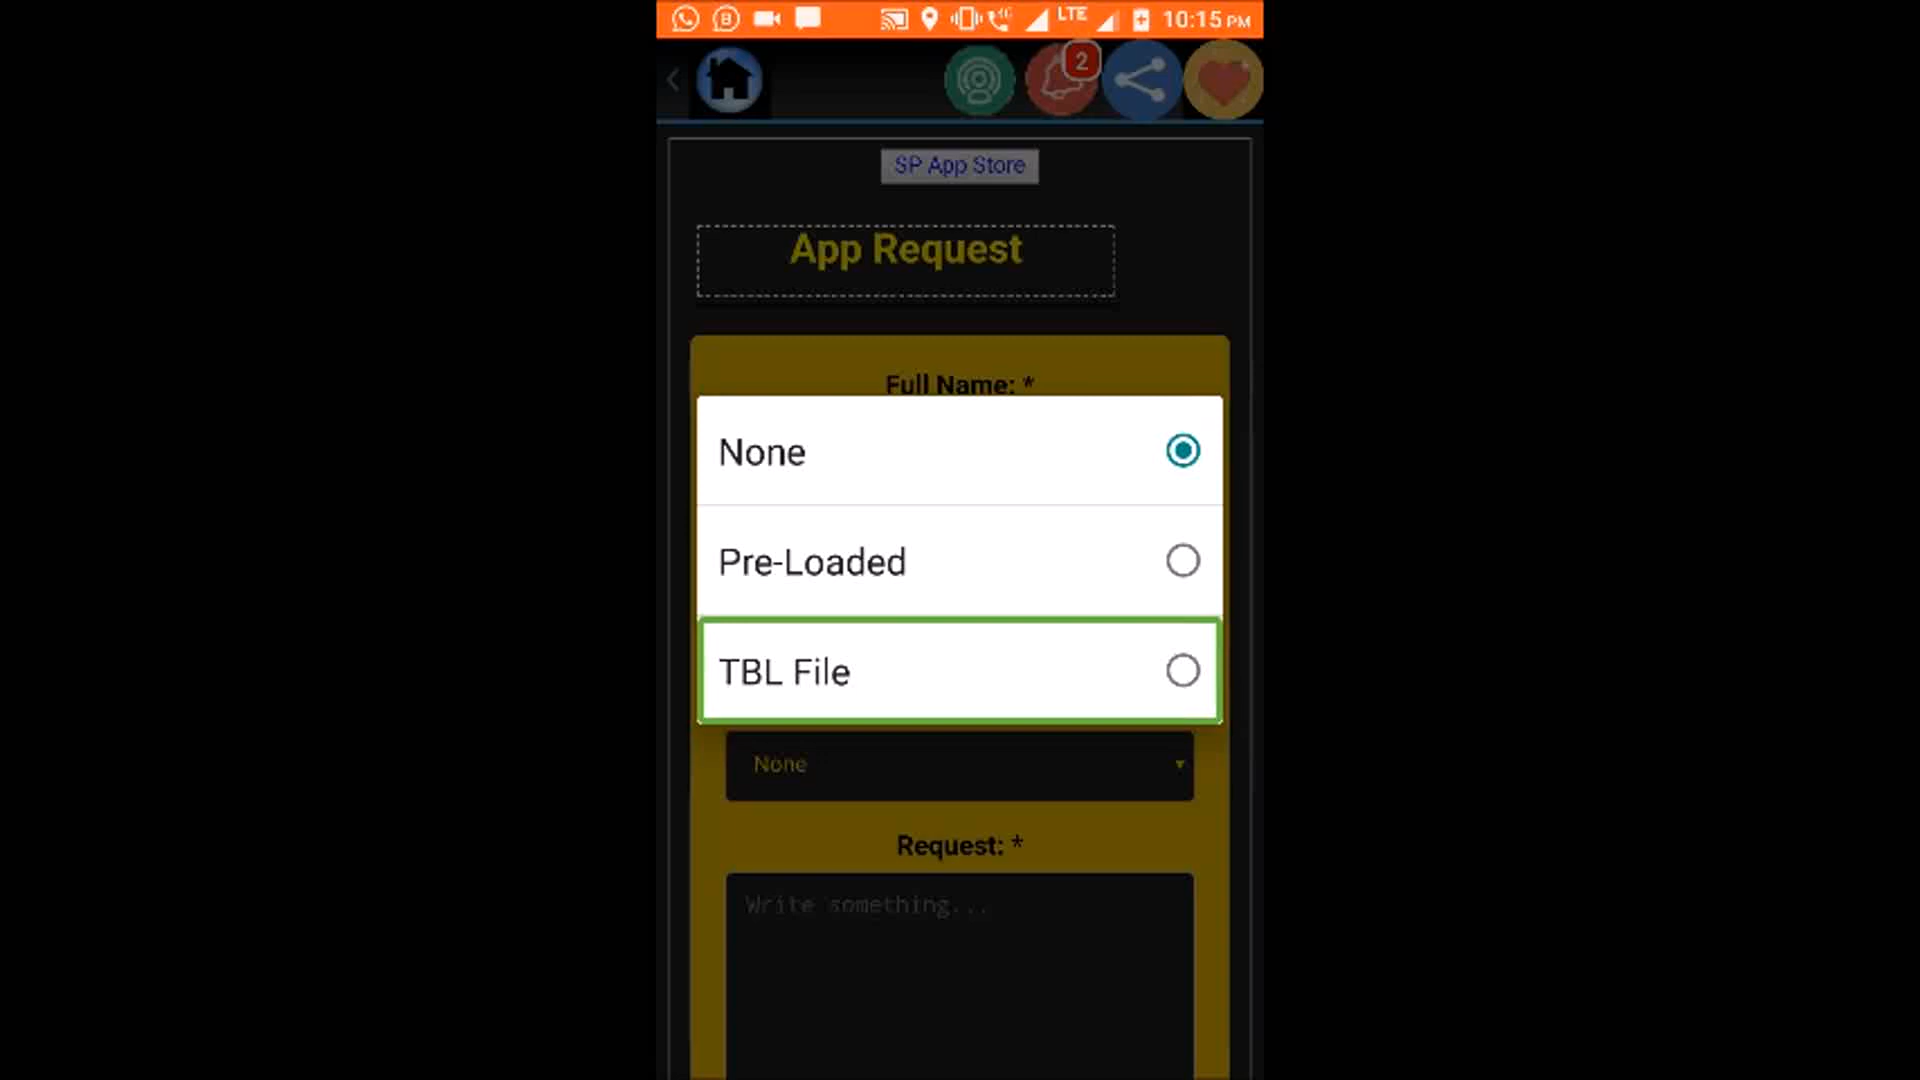 LTE 10:15 PM
2
SP App Store
App Request
Full Name: *
None
Pre-Loaded
TBL File
None
Request: *
Write something...